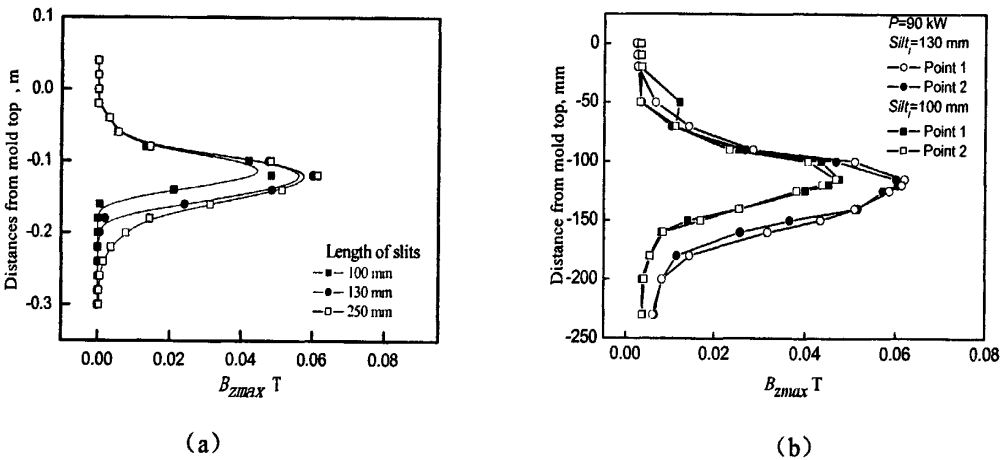 0.1
0.0
-0.1
-0.2
-0.3
Distances from mold top , m
Length of slits
100 mm
130 mm
250 mm
0.00 0.02 0.04 0.06 0.08
Bzmax T
(a)
0
-50
-100
-150
-200
-250
Distance from mold top, mm
P=90 kW
Siltl=130 mm
Point 1
Point 2
Siltl=100 mm
Point 1
Point 2
0.00 0.02 0.04 0.06 0.08
Bzmax T
(b)